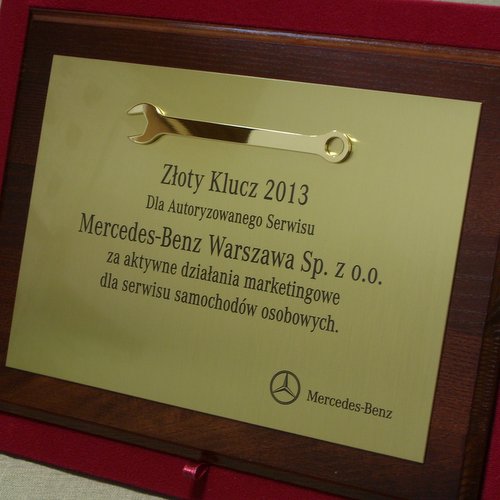 Złoty Klucz 2013
Dla Autoryzowanego Serwisu
Mercedes-Benz Warszawa Sp. z o.o.
za aktywne działania marketingowe
dla serwisu samochodów osobowych.
Mercedes-Benz